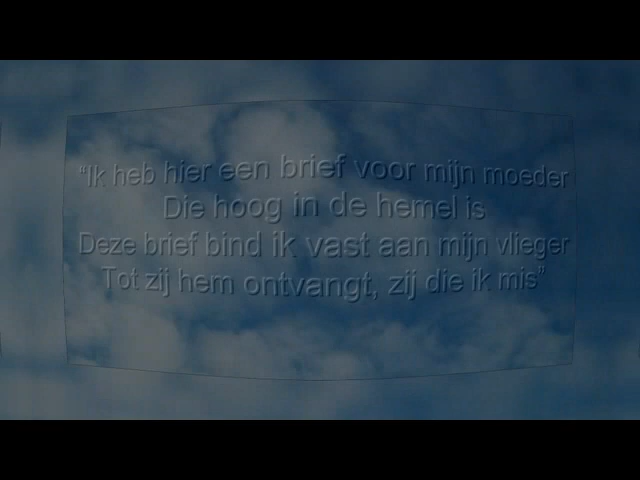 “Ik heb hier een brief voor mijn moeder
Die hoog in de hemel is
Deze brief bind ik vast aan mijn vlieger
Tot zij hem ontvangt, zij die ik mis”